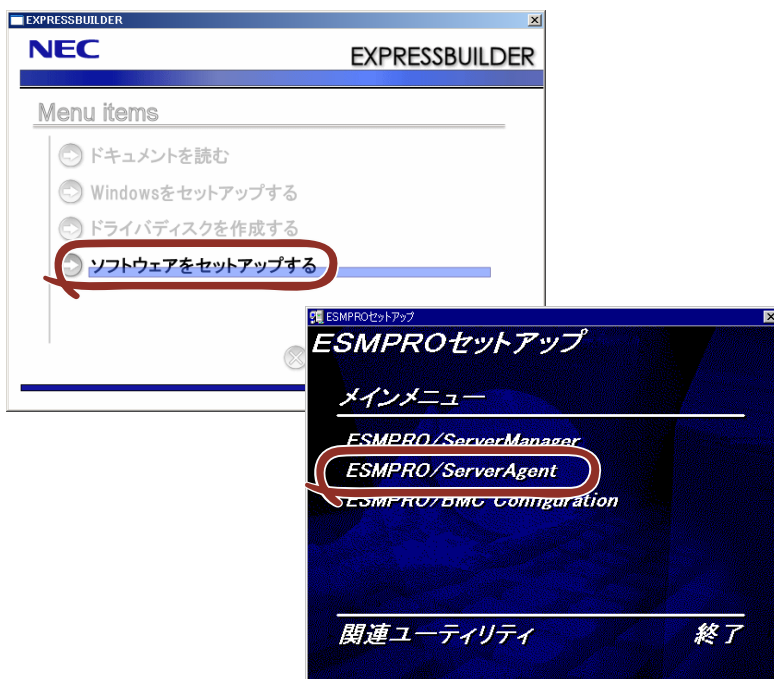 EXPRESSBUILDER
NEC
EXPRESSBUILDER
Menu items
ドキュメントを読む
Windowsをセットアップする
ドライバディスクを作成する
ソフトウェアをセットアップする
ESMPROセットアップ
ESMPROセットアップ
メインメニュー
ESMPRO/ServerManager
ESMPRO/ServerAgent
ESMPRO/BMC Configuration
関連ユーティリティ
終了